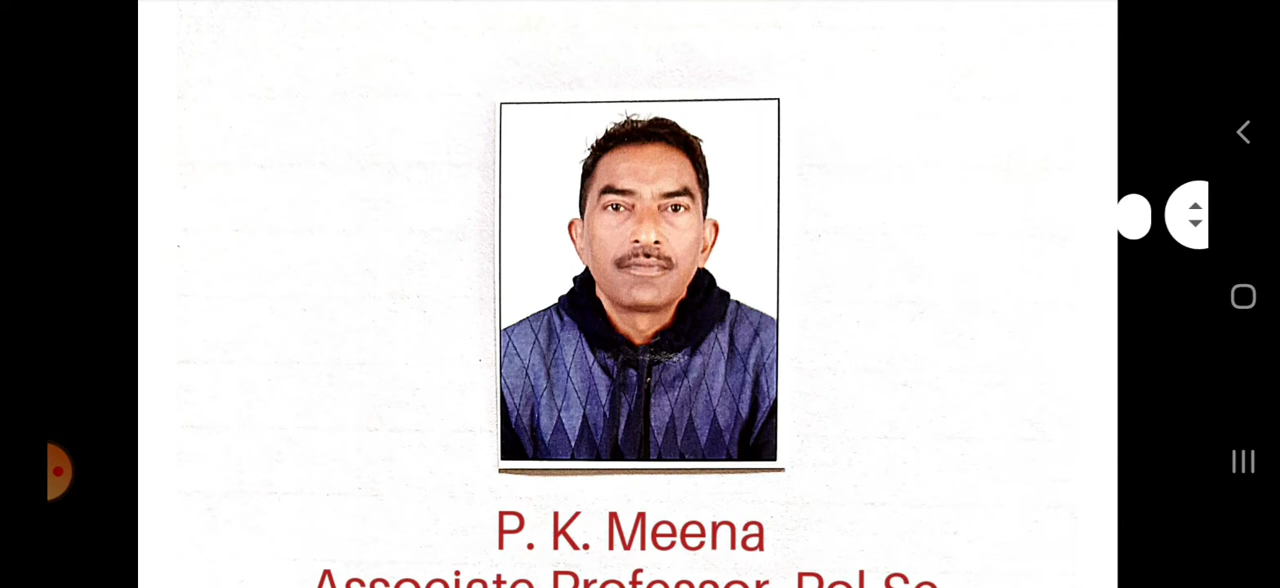 P. K. Meena
Associate Professor, Pol Sc